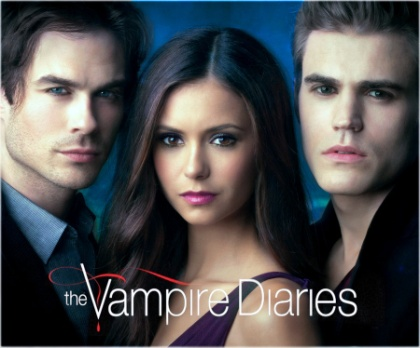 the Vampire Diaries